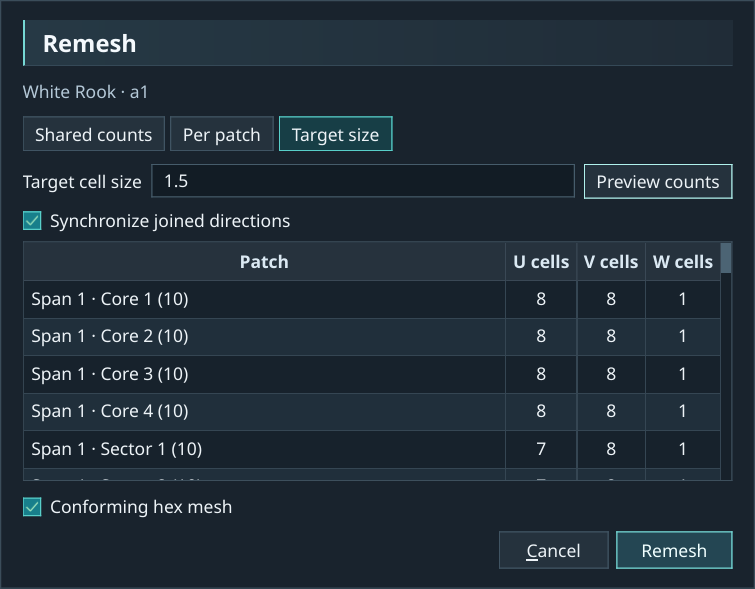 Remesh
White Rook · a1
Shared counts Per patch Target size
Target cell size 1.5 Preview counts
Synchronize joined directions
Patch U cells V cells W cells
Span 1 · Core 1 (10) 8 8 1
Span 1 · Core 2 (10) 8 8 1
Span 1 · Core 3 (10) 8 8 1
Span 1 · Core 4 (10) 8 8 1
Span 1 · Sector 1 (10) 7 8 1
Conforming hex mesh
Cancel Remesh